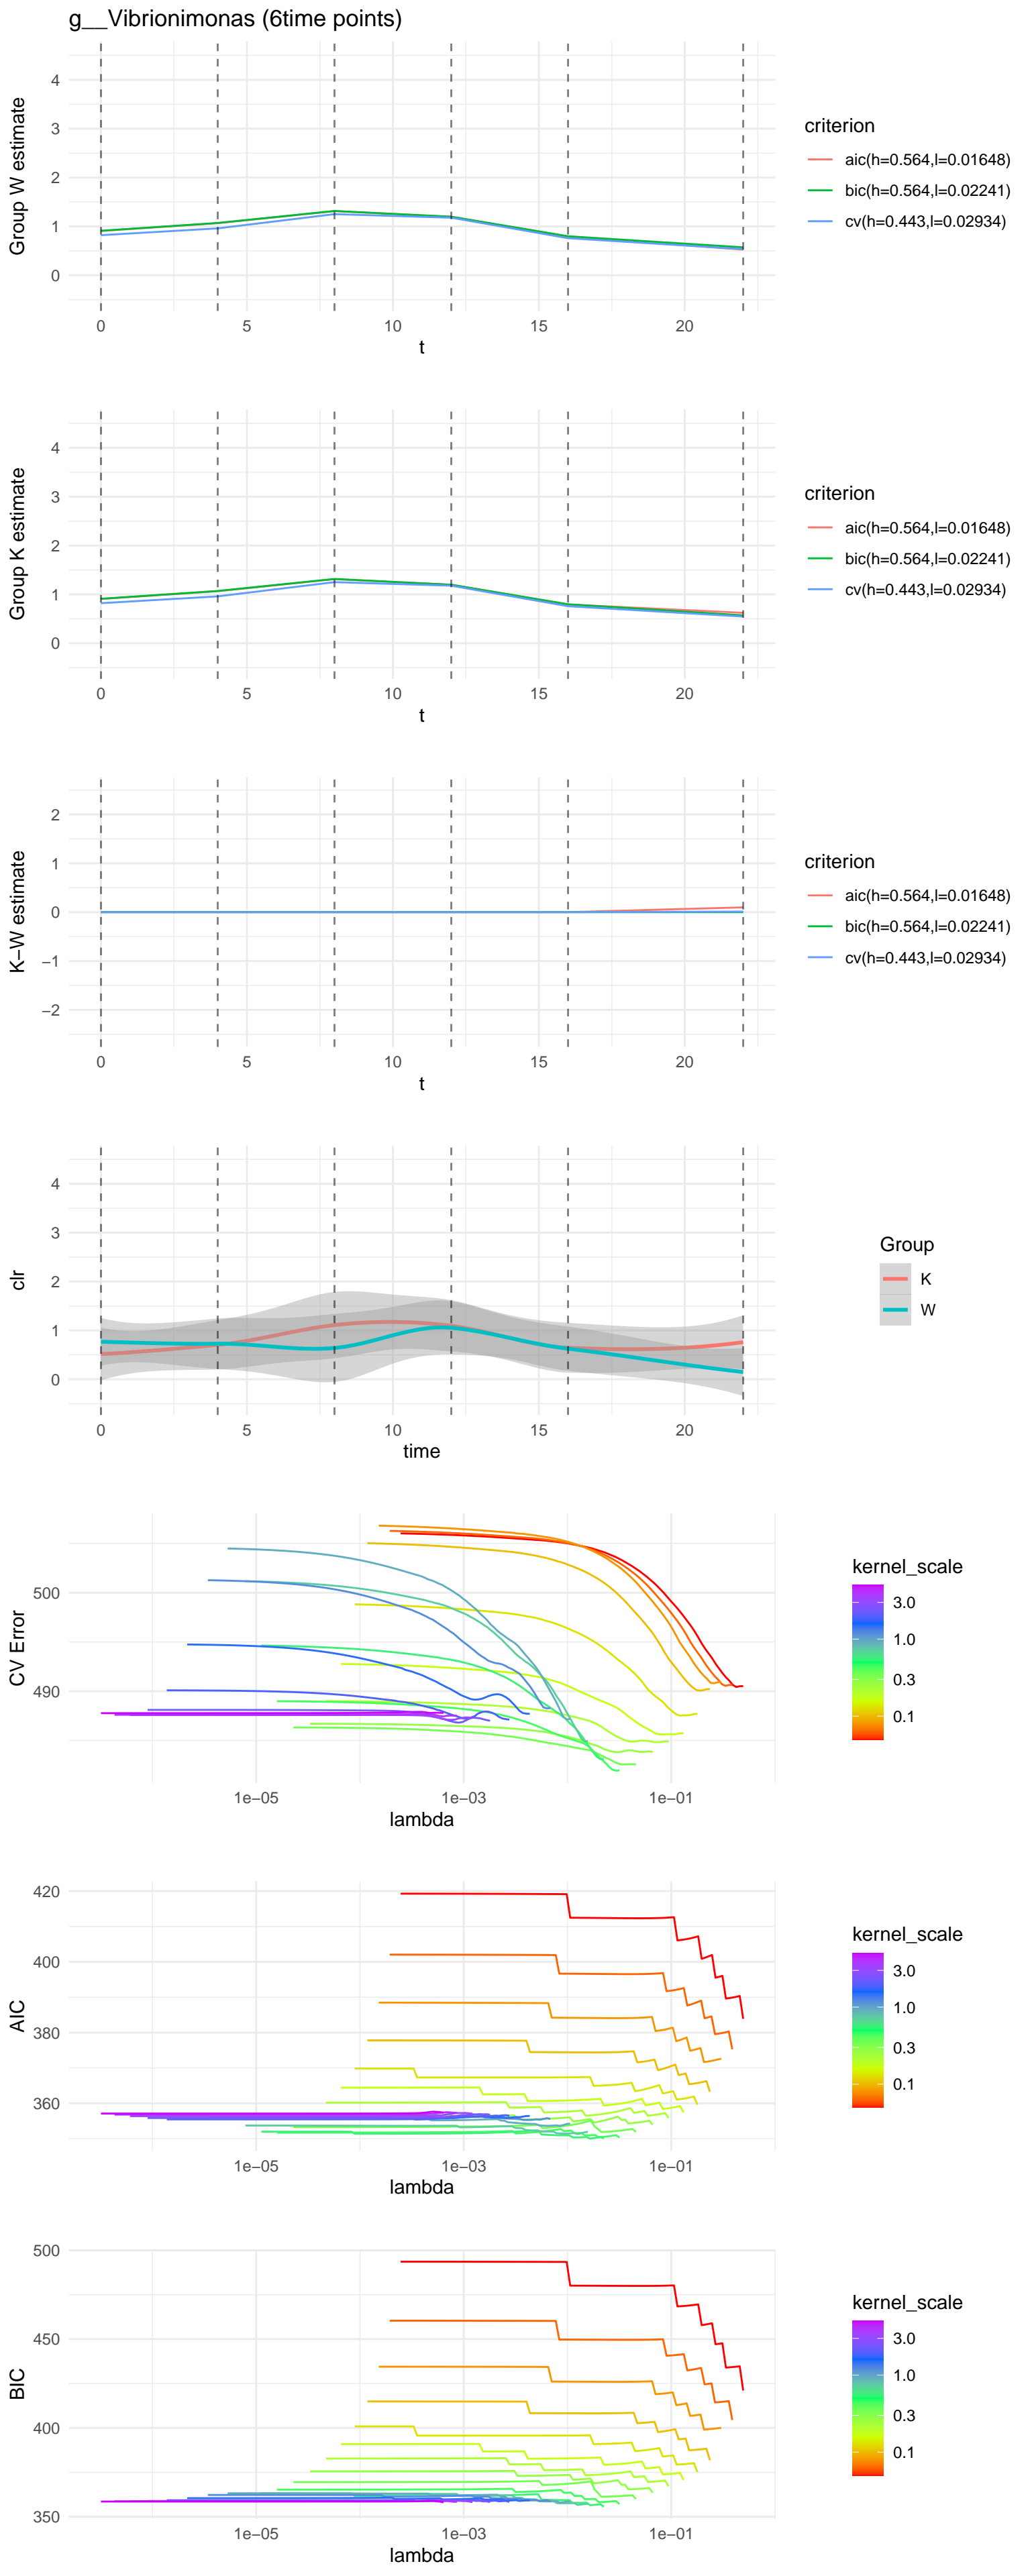 g__Vibrionimonas (6time points)
Group W estimate
4
3
2
1
0
0
5
10
15
20
t
criterion
aic(h=0.564,l=0.01648)
bic(h=0.564,l=0.02241)
cv(h=0.443,l=0.02934)
Group K estimate
4
3
2
1
0
0
5
10
15
20
t
criterion
aic(h=0.564,l=0.01648)
bic(h=0.564,l=0.02241)
cv(h=0.443,l=0.02934)
K−W estimate
2
1
0
−1
−2
0
5
10
15
20
t
criterion
aic(h=0.564,l=0.01648)
bic(h=0.564,l=0.02241)
cv(h=0.443,l=0.02934)
clr
4
3
2
1
0
0
5
10
15
20
time
Group
K
W
CV Error
500
490
1e−05
1e−03
1e−01
lambda
kernel_scale
3.0
1.0
0.3
0.1
AIC
420
400
380
360
1e−05
1e−03
1e−01
lambda
kernel_scale
3.0
1.0
0.3
0.1
BIC
500
450
400
350
1e−05
1e−03
1e−01
lambda
kernel_scale
3.0
1.0
0.3
0.1